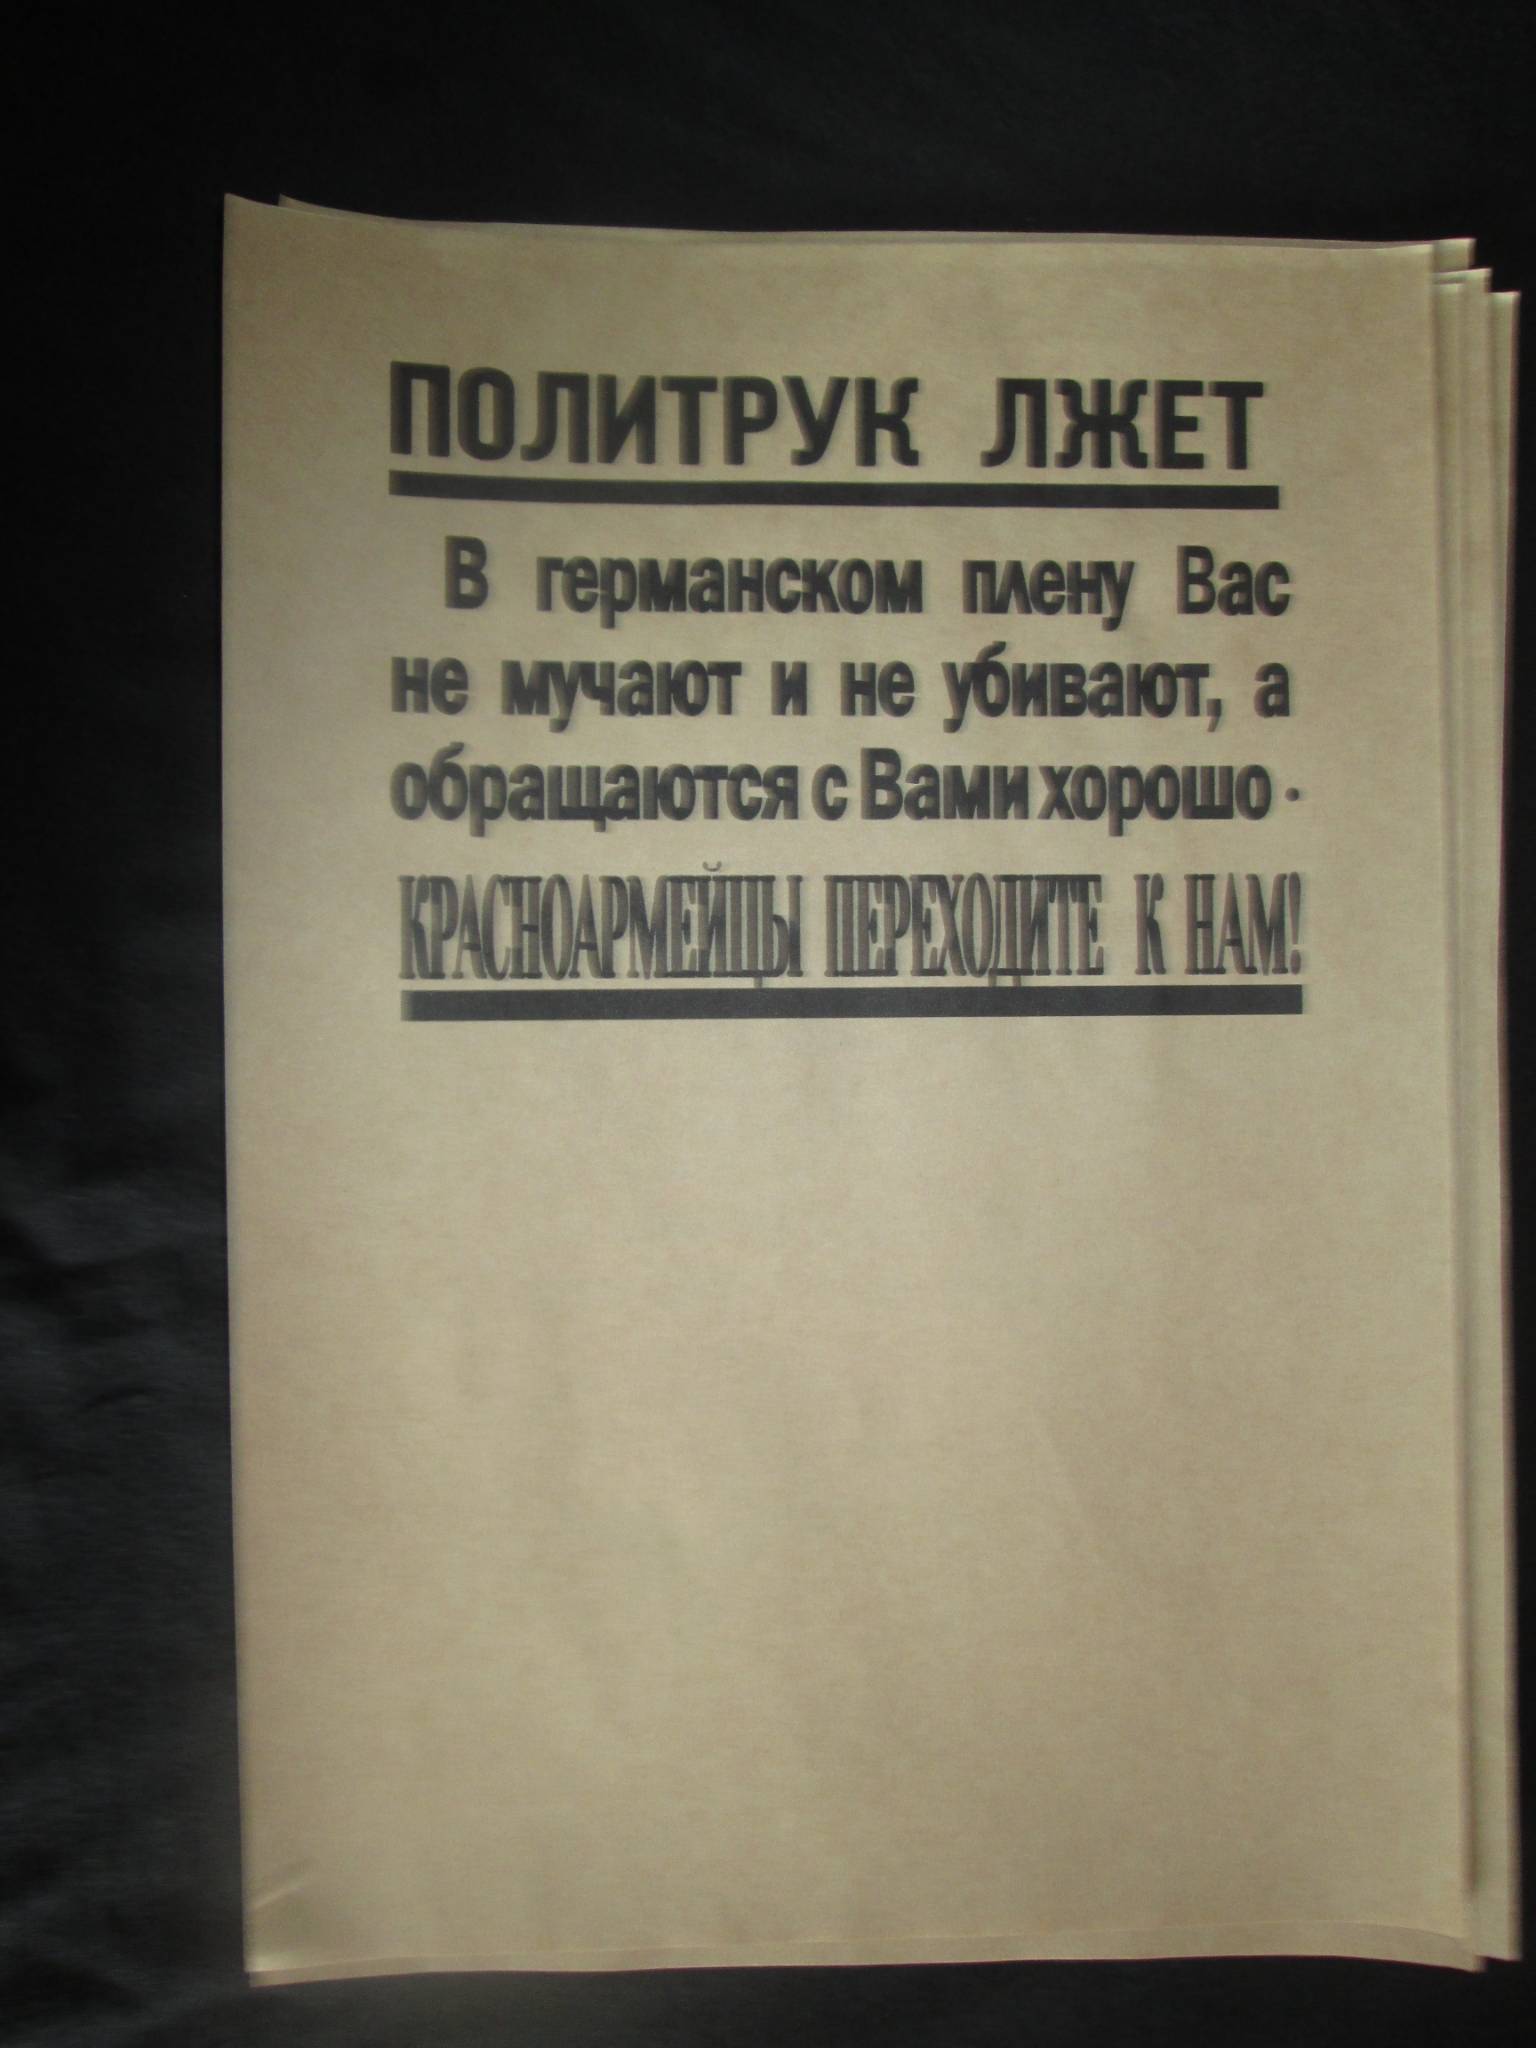 ПОЛИТРУК ЛЖЕТ
В германском плену Вас
не мучают и не убивают, а
обращаются с Вами хорошо ·
КРАСНОАРМЕЙЦЫ ПЕРЕХОДИТЕ К НАМ!